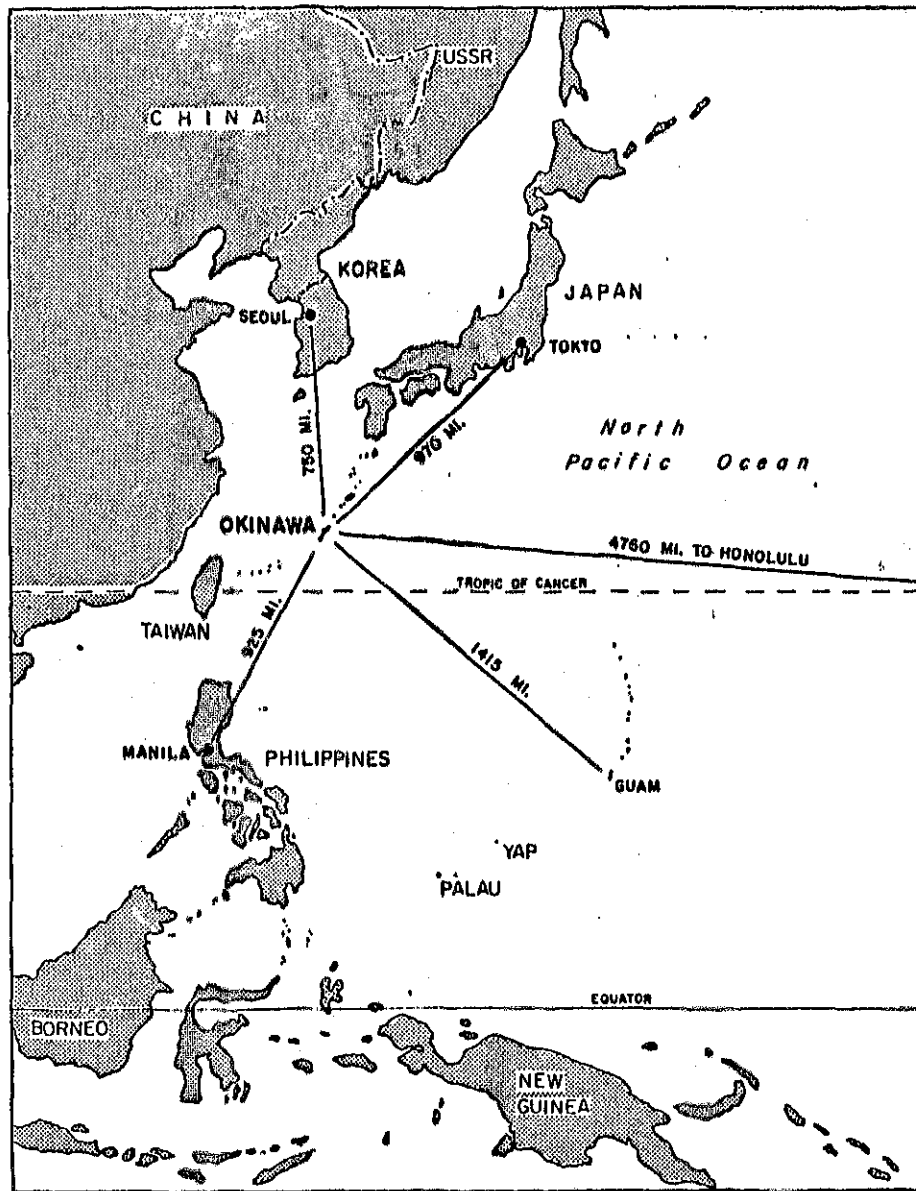 USSR
CHINA
KOREA
SEOUL
JAPAN
TOKYO
750 MI.
970 MI.
North
Pacific Ocean
OKINAWA
4760 MI. TO HONOLULU
TROPIC OF CANCER
TAIWAN
925 MI.
1415 MI.
MANILA
PHILIPPINES
GUAM
YAP
PALAU
EQUATOR
BORNEO
NEW
GUINEA